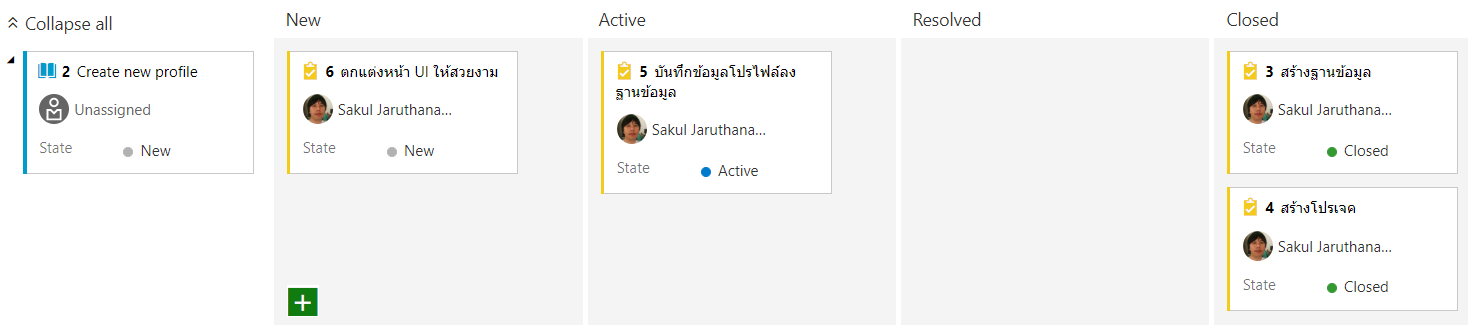 Collapse all
New
Active
Resolved
Closed
2 Create new profile
Unassigned
State New
6 ตกแต่งหน้า UI ให้สวยงาม
Sakul Jaruthana...
State New
5 บันทึกข้อมูลโปรไฟล์ลง
ฐานข้อมูล
Sakul Jaruthana...
State Active
3 สร้างฐานข้อมูล
Sakul Jaruthana...
State Closed
4 สร้างโปรเจค
Sakul Jaruthana...
State Closed